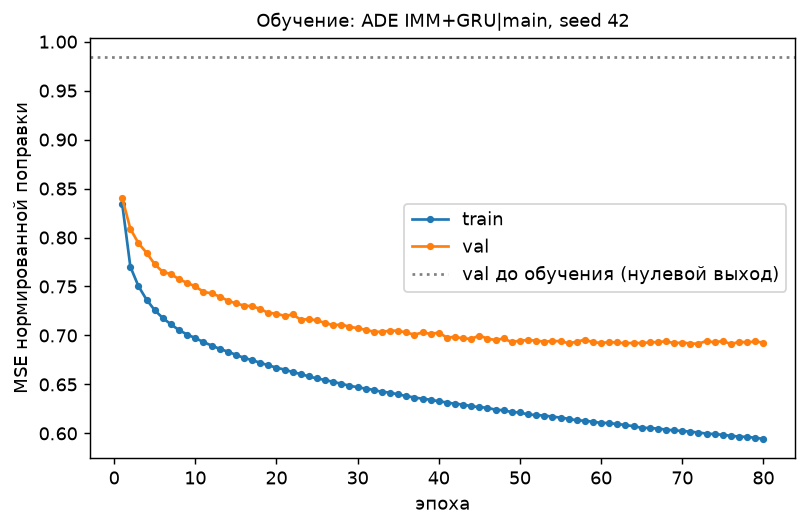 Обучение: ADE IMM+GRU|main, seed 42
MSE нормированной поправки
1.00
0.95
0.90
0.85
0.80
0.75
0.70
0.65
0.60
train
val
val до обучения (нулевой выход)
0 10 20 30 40 50 60 70 80
эпоха